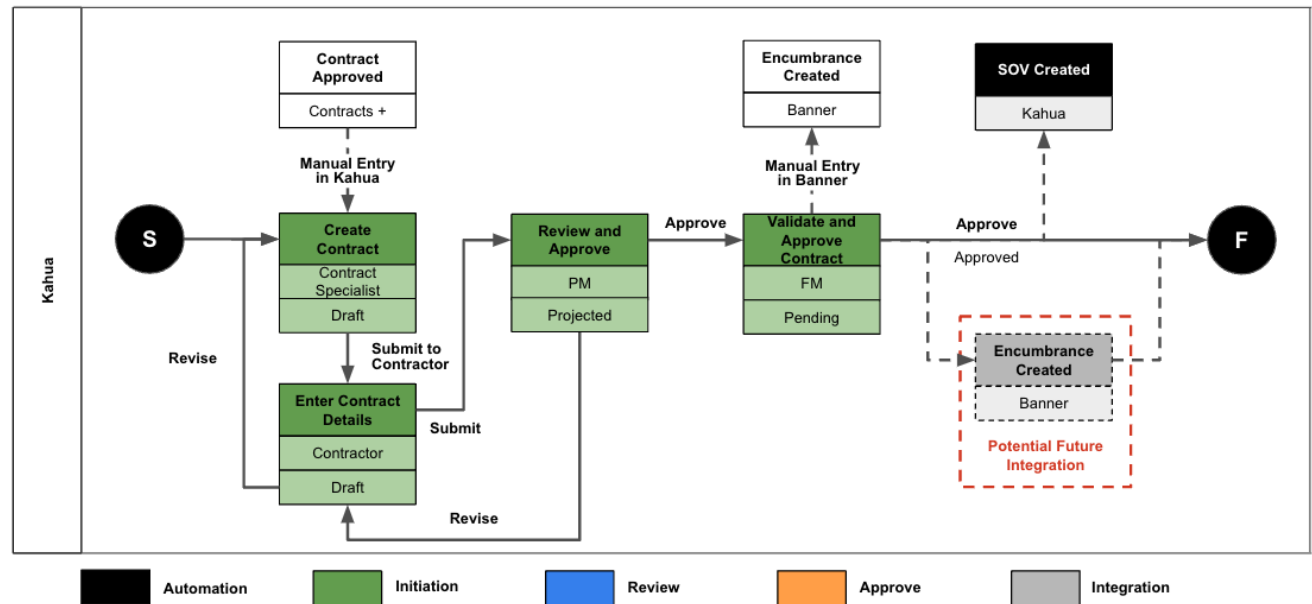 Kahua
Contract
Approved
Contracts +
Manual Entry
in Kahua
Encumbrance
Created
Banner
Manual Entry
in Banner
SOV Created
Kahua
S
Create
Contract
Contract
Specialist
Draft
Submit to
Contractor
Revise
Enter Contract
Details
Contractor
Draft
Submit
Revise
Review and
Approve
PM
Projected
Approve
Validate and
Approve
Contract
FM
Pending
Approve
Approved
F
Encumbrance
Created
Banner
Potential Future
Integration
Automation
Initiation
Review
Approve
Integration